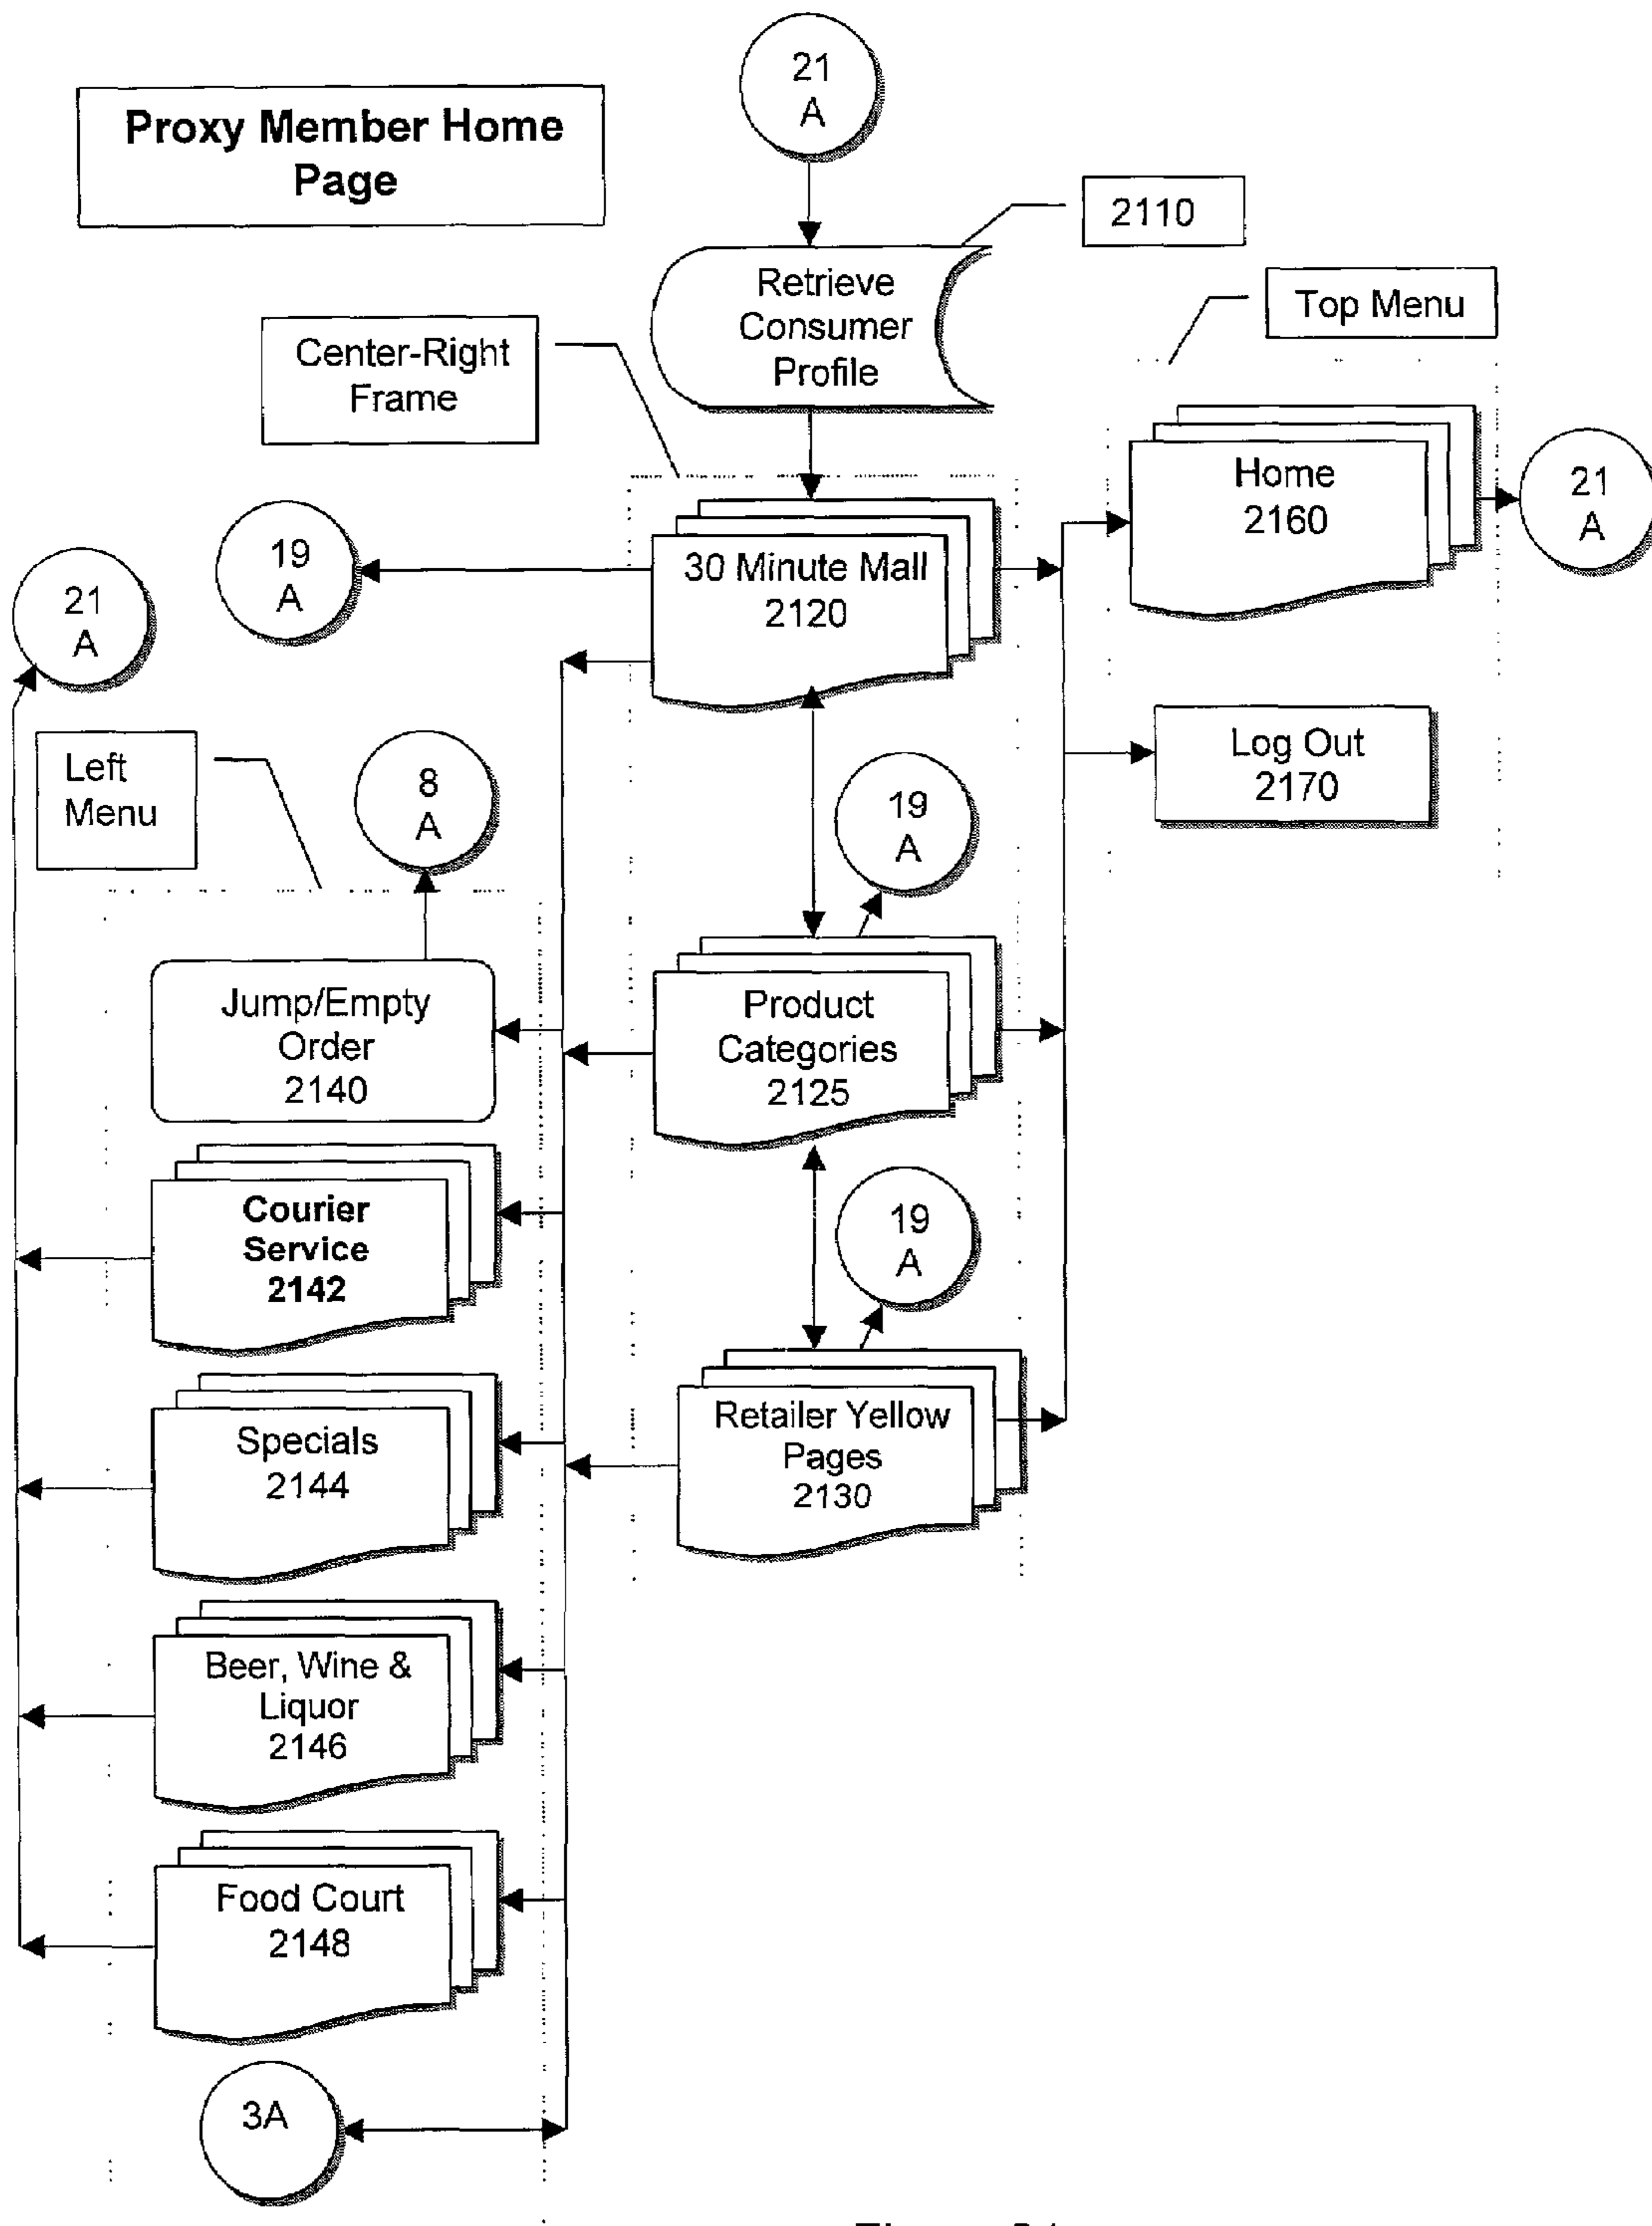 21
A
Proxy Member Home
Page
2110
Retrieve
Consumer
Profile
Top Menu
Center-Right
Frame
Home
2160
21
A
19
A
30 Minute Mall
2120
21
A
Left
Menu
8
A
Log Out
2170
19
A
Jump/Empty
Order
2140
Product
Categories
2125
Courier
Service
2142
19
A
Specials
2144
Retailer Yellow
Pages
2130
Beer, Wine &
Liquor
2146
Food Court
2148
3A